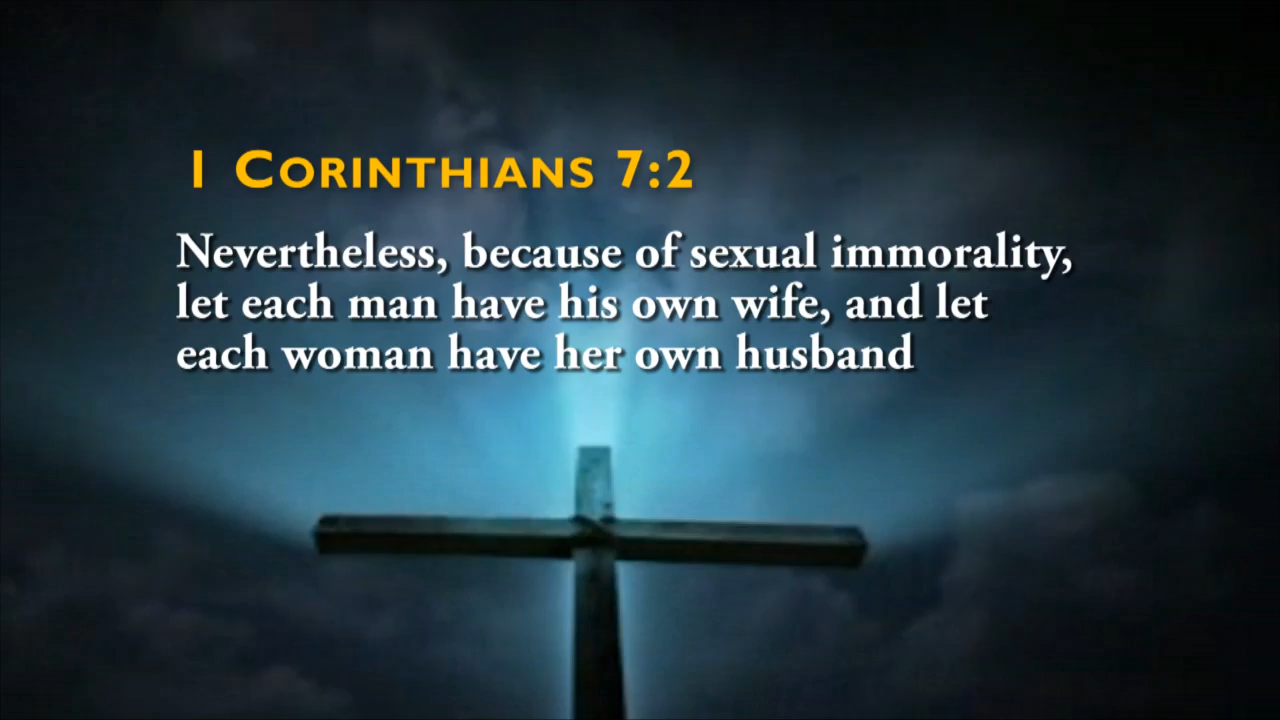 1 CORINTHIANS 7:2
Nevertheless, because of sexual immorality,
let each man have his own wife, and let
each woman have her own husband